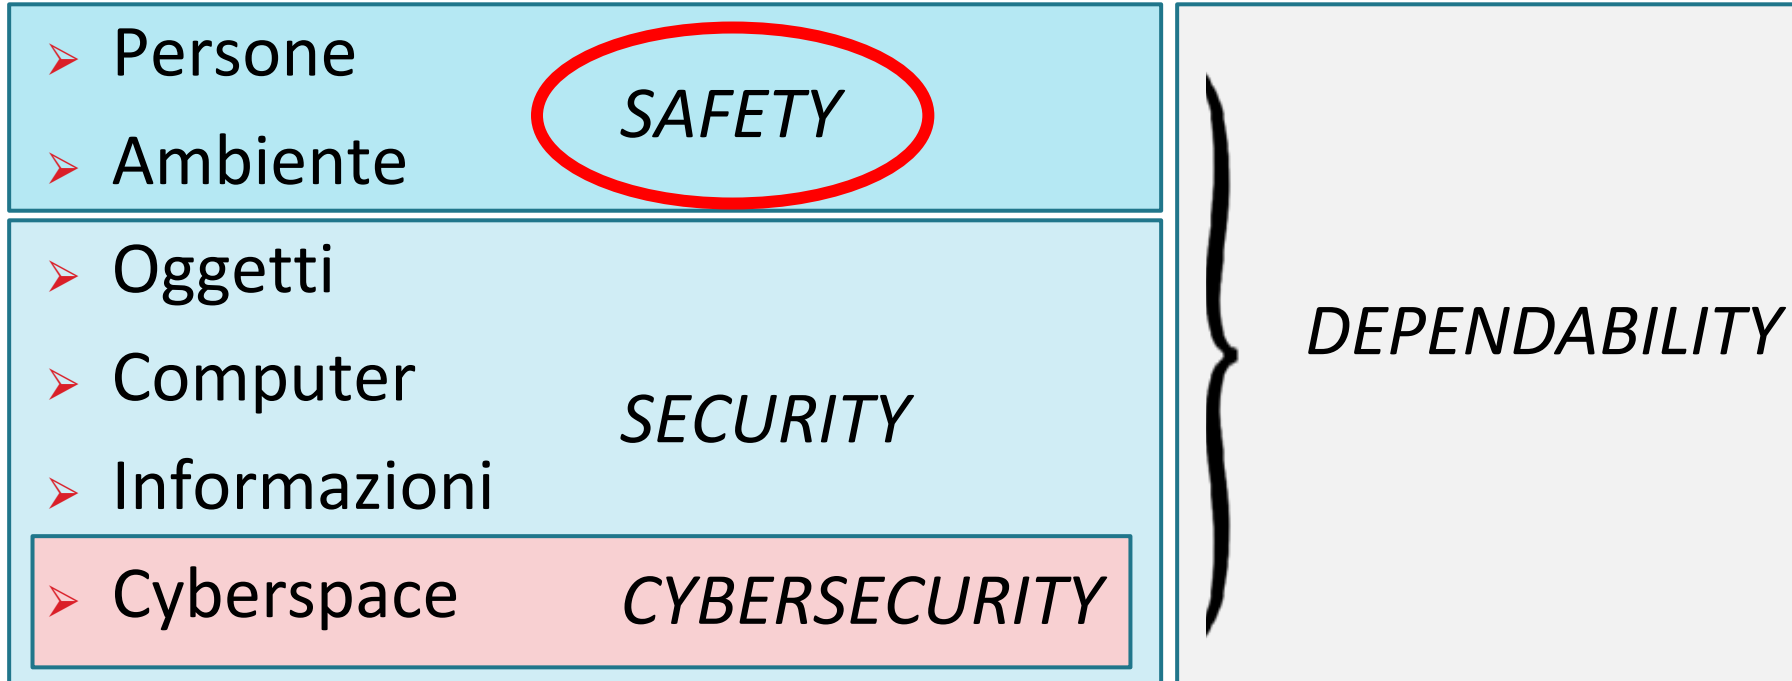 Persone
SAFETY
Ambiente
Oggetti
Computer
SECURITY
Informazioni
Cyberspace CYBERSECURITY
DEPENDABILITY